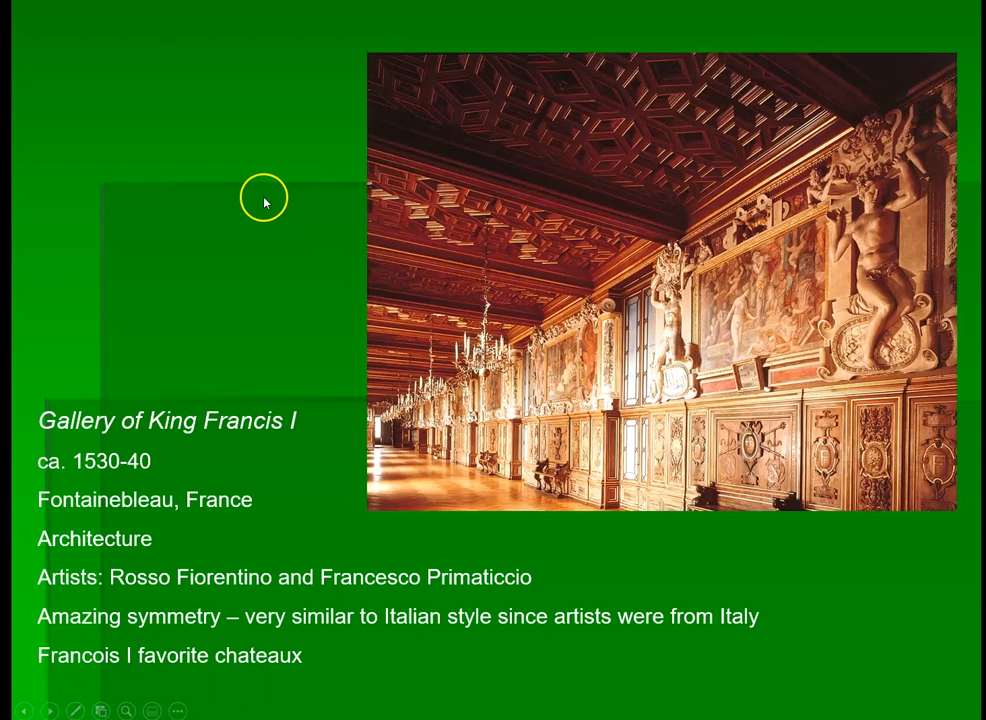 Gallery of King Francis I
ca. 1530-40
Fontainebleau, France
Architecture
Artists: Rosso Fiorentino and Francesco Primaticcio
Amazing symmetry – very similar to Italian style since artists were from Italy
Francois I favorite chateaux